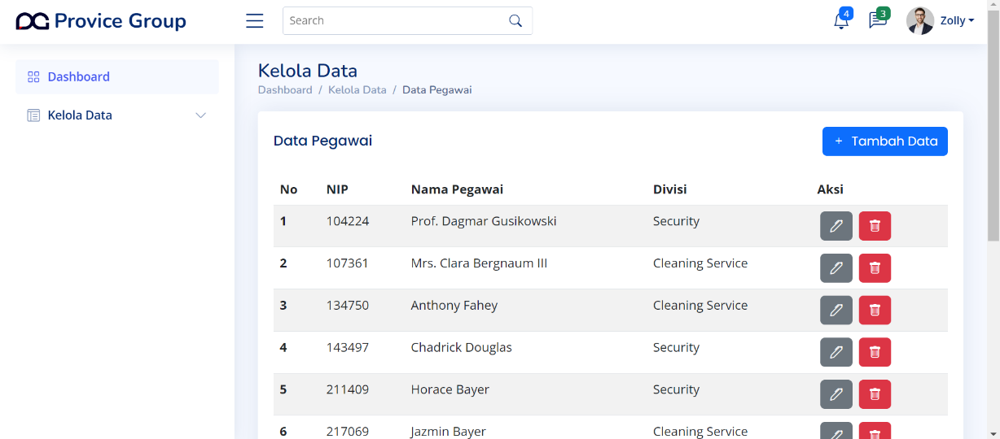 Provice Group
Search
4
3
Zolly
Dashboard
Kelola Data
Kelola Data
Dashboard / Kelola Data / Data Pegawai
Data Pegawai
+ Tambah Data
No NIP Nama Pegawai Divisi Aksi
1 104224 Prof. Dagmar Gusikowski Security
2 107361 Mrs. Clara Bergnaum III Cleaning Service
3 134750 Anthony Fahey Cleaning Service
4 143497 Chadrick Douglas Security
5 211409 Horace Bayer Security
6 217069 Jazmin Bayer Cleaning Service